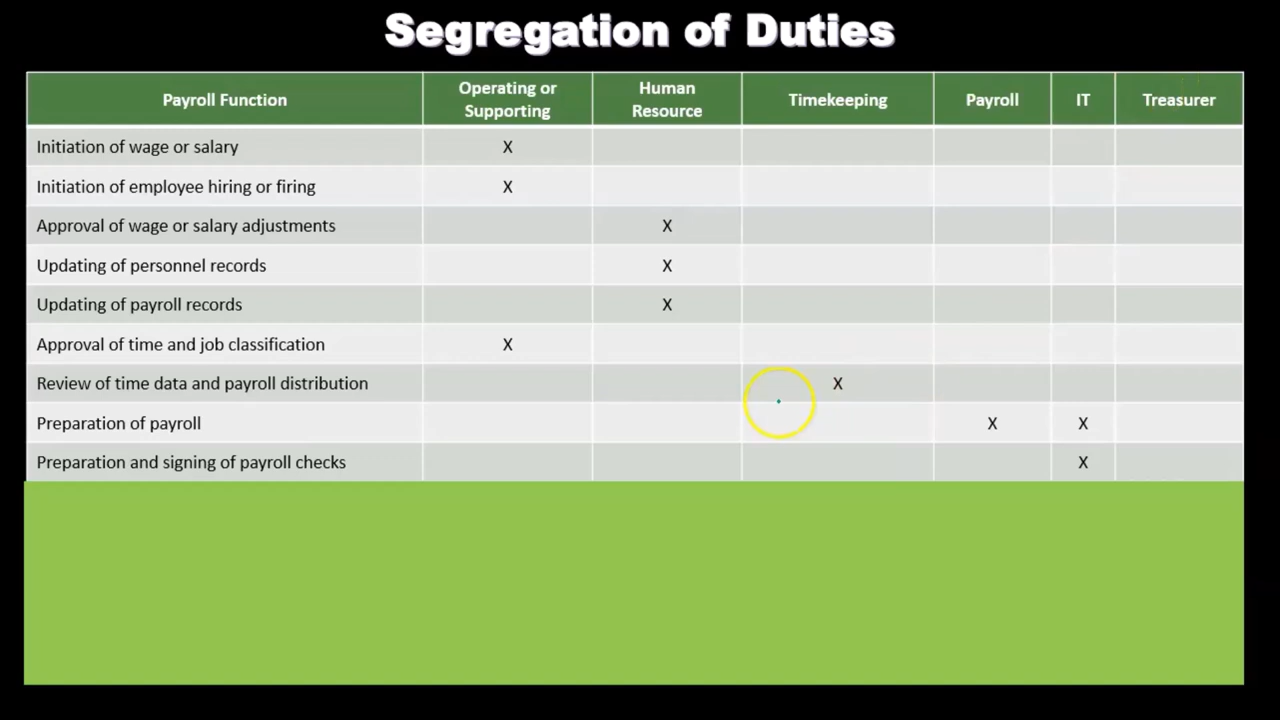 Segregation of Duties
Payroll Function Operating or Supporting Human Resource Timekeeping Payroll IT Treasurer
Initiation of wage or salary X
Initiation of employee hiring or firing X
Approval of wage or salary adjustments X
Updating of personnel records X
Updating of payroll records X
Approval of time and job classification X
Review of time data and payroll distribution X
Preparation of payroll X X
Preparation and signing of payroll checks X